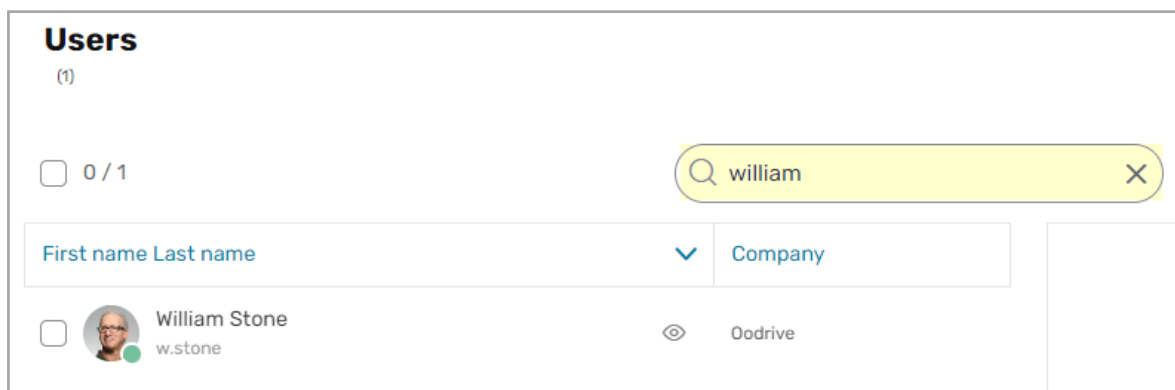 Users
(1)
0 / 1
william
First name Last name
Company
William Stone
w.stone
Oodrive